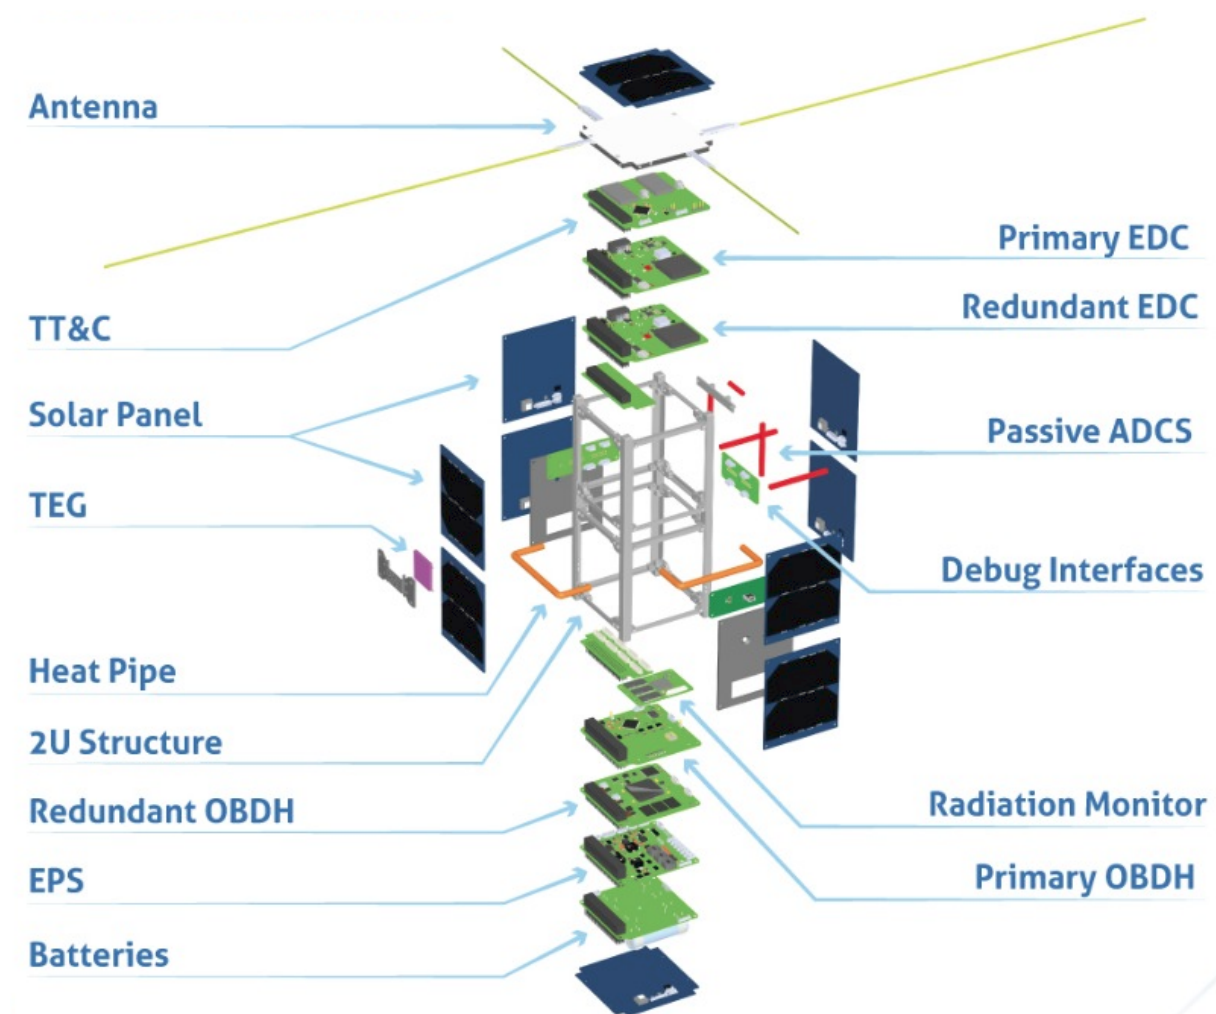 Antenna
TT&C
Solar Panel
TEG
Heat Pipe
2U Structure
Redundant OBDH
EPS
Batteries
Primary EDC
Redundant EDC
Passive ADCS
Debug Interfaces
Radiation Monitor
Primary OBDH